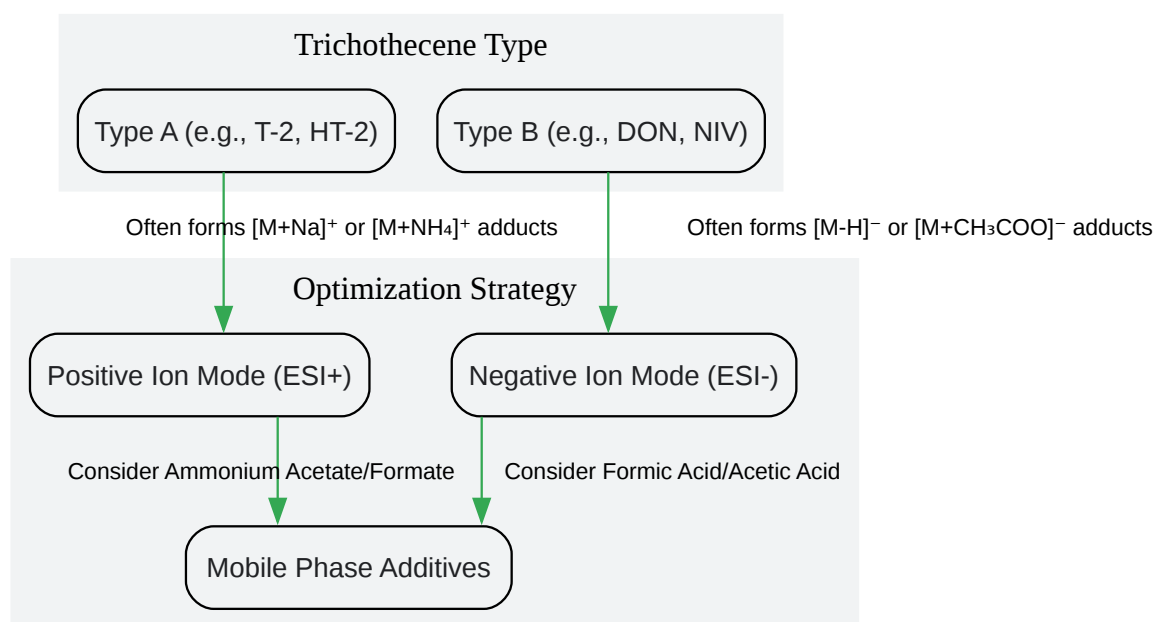 Trichothecene Type
Type A (e.g., T-2, HT-2)
Type B (e.g., DON, NIV)
Often forms [M+Na]⁺ or [M+NH₄]⁺ adducts
Often forms [M-H]⁻ or [M+CH₃COO]⁻ adducts
Optimization Strategy
Positive Ion Mode (ESI+)
Negative Ion Mode (ESI-)
Consider Ammonium Acetate/Formate
Consider Formic Acid/Acetic Acid
Mobile Phase Additives